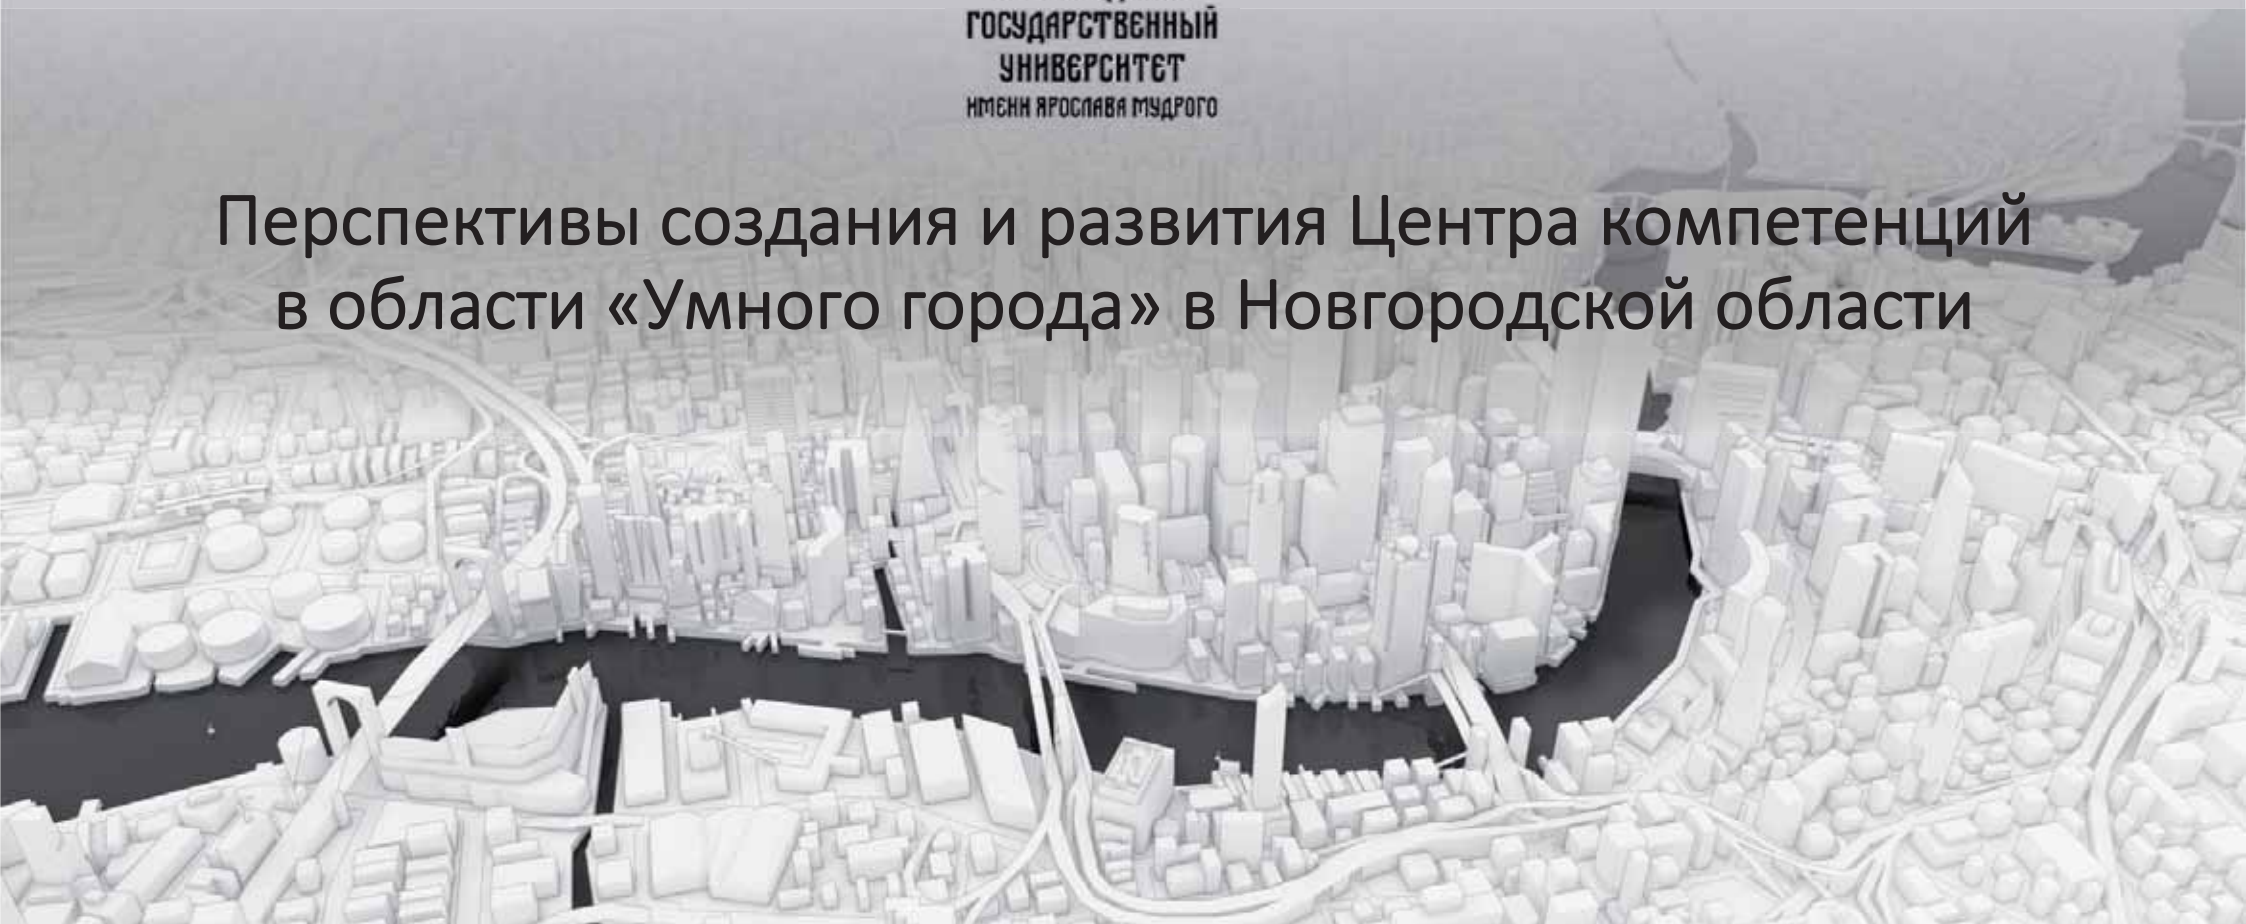 ГОСУДАРСТВЕННЫЙ
УНИВЕРСИТЕТ
ИМЕНИ ЯРОСЛАВА МУДРОГО
Перспективы создания и развития Центра компетенций
в области «Умного города» в Новгородской области